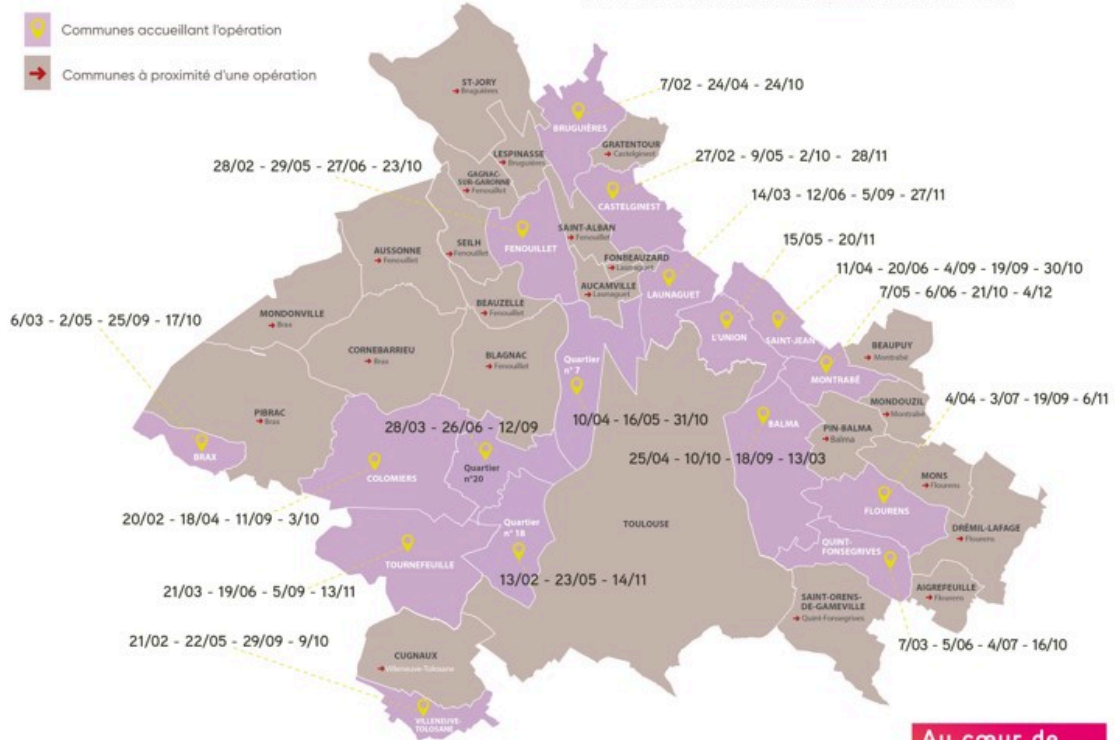 Communes accueillant l'opération
Communes à proximité d'une opération
ST-JORY
➔ Bruguières
7/02 - 24/04 - 24/10
BRUGUIÈRES
GRATENTOUR
➔ Castelginest
LESPINASSE
➔ Bruguières
27/02 - 9/05 - 2/10 - 28/11
28/02 - 29/05 - 27/06 - 23/10
GAGNAC-
SUR-GARONNE
➔ Fenouillet
CASTELGINEST
14/03 - 12/06 - 5/09 - 27/11
SAINT-ALBAN
➔ Fenouillet
FENOUILLET
SEILH
➔ Fenouillet
AUSSONNE
➔ Fenouillet
15/05 - 20/11
FONBEAUZARD
➔ Launaguet
11/04 - 20/06 - 4/09 - 19/09 - 30/10
AUCAMVILLE
➔ Launaguet
LAUNAGUET
7/05 - 6/06 - 21/10 - 4/12
BEAUZELLE
➔ Fenouillet
MONDONVILLE
➔ Brax
6/03 - 2/05 - 25/09 - 17/10
L'UNION
SAINT-JEAN
BEAUPUY
➔ Montrabé
CORNEBARRIEU
➔ Brax
BLAGNAC
➔ Fenouillet
Quartier
n° 7
MONTRABÉ
MONDOUZIL
➔ Montrabé
4/04 - 3/07 - 19/09 - 6/11
PIBRAC
➔ Brax
28/03 - 26/06 - 12/09
10/04 - 16/05 - 31/10
BALMA
PIN-BALMA
➔ Balma
BRAX
25/04 - 10/10 - 18/09 - 13/03
COLOMIERS
Quartier
n°20
MONS
➔ Flourens
FLOURENS
20/02 - 18/04 - 11/09 - 3/10
Quartier
n° 18
TOULOUSE
DRÉMIL-LAFAGE
➔ Flourens
QUINT-
FONSEGRIVES
TOURNEFEUILLE
13/02 - 23/05 - 14/11
21/03 - 19/06 - 5/09 - 13/11
AIGREFEUILLE
➔ Flourens
SAINT-ORENS-
DE-GAMEVILLE
➔ Quint-Fonsegrives
21/02 - 22/05 - 29/09 - 9/10
7/03 - 5/06 - 4/07 - 16/10
CUGNAUX
➔ Villeneuve-Tolosane
VILLENEUVE-
TOLOSANE
Au cœur de